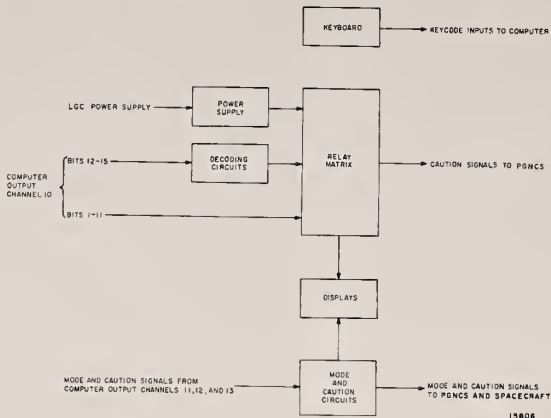 KEYBOARD
KEYCODE INPUTS TO COMPUTER
LGC POWER SUPPLY
POWER
SUPPLY
RELAY
MATRIX
CAUTION SIGNALS TO PGNCS
COMPUTER
OUTPUT
CHANNEL 10
BITS 12-15
DECODING
CIRCUITS
BITS 1-11
DISPLAYS
MODE AND CAUTION SIGNALS FROM
COMPUTER OUTPUT CHANNELS 11, 12, AND 13
MODE
AND
CAUTION
CIRCUITS
MODE AND CAUTION SIGNALS
TO PGNCS AND SPACECRAFT
15806